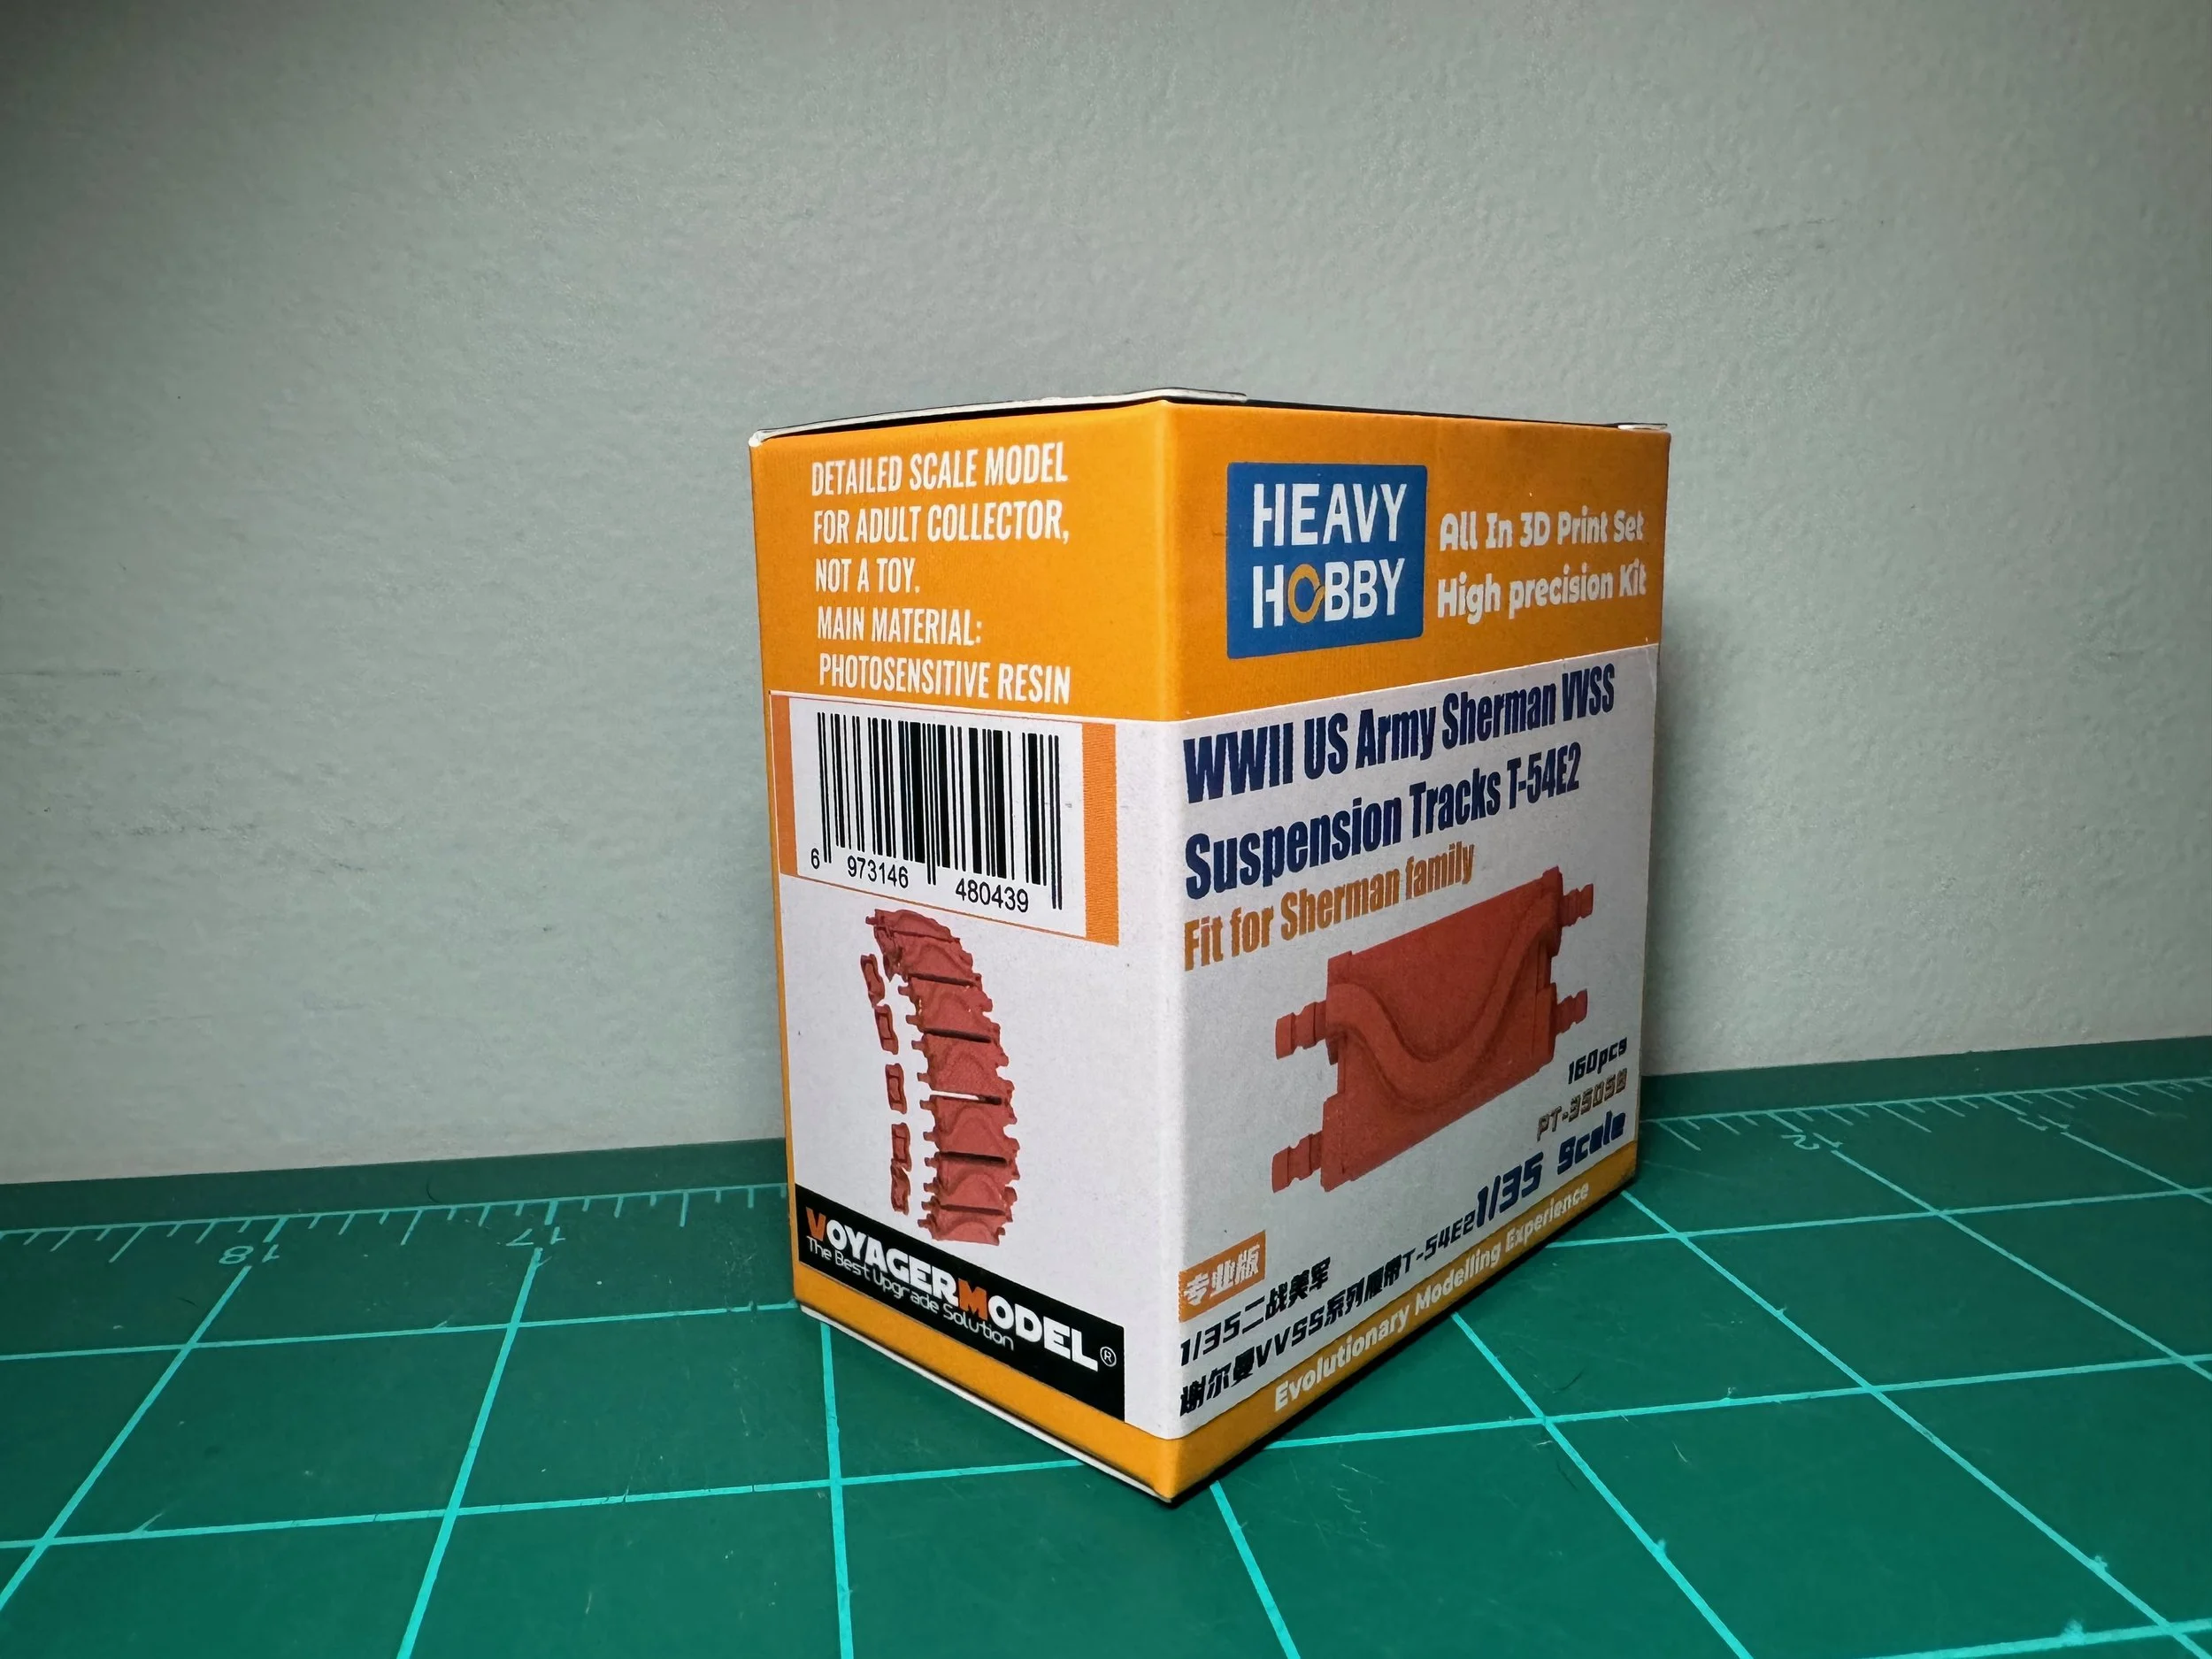 DETAILED SCALE MODEL
FOR ADULT COLLECTOR,
NOT A TOY.
MAIN MATERIAL:
PHOTOSENSITIVE RESIN
6 973146 480439
VOYAGERMODEL®
The Best Upgrade Solution
HEAVY
HOBBY
All In 3D Print Set
High precision Kit
WWII US Army Sherman VVSS
Suspension Tracks T-54E2
Fit for Sherman family
160pcs
PT-35058
1/35 Scale
专业版
1/35二战美军
谢尔曼VVSS系列履带T-54E2
Evolutionary Modelling Experience
18
17
12
11